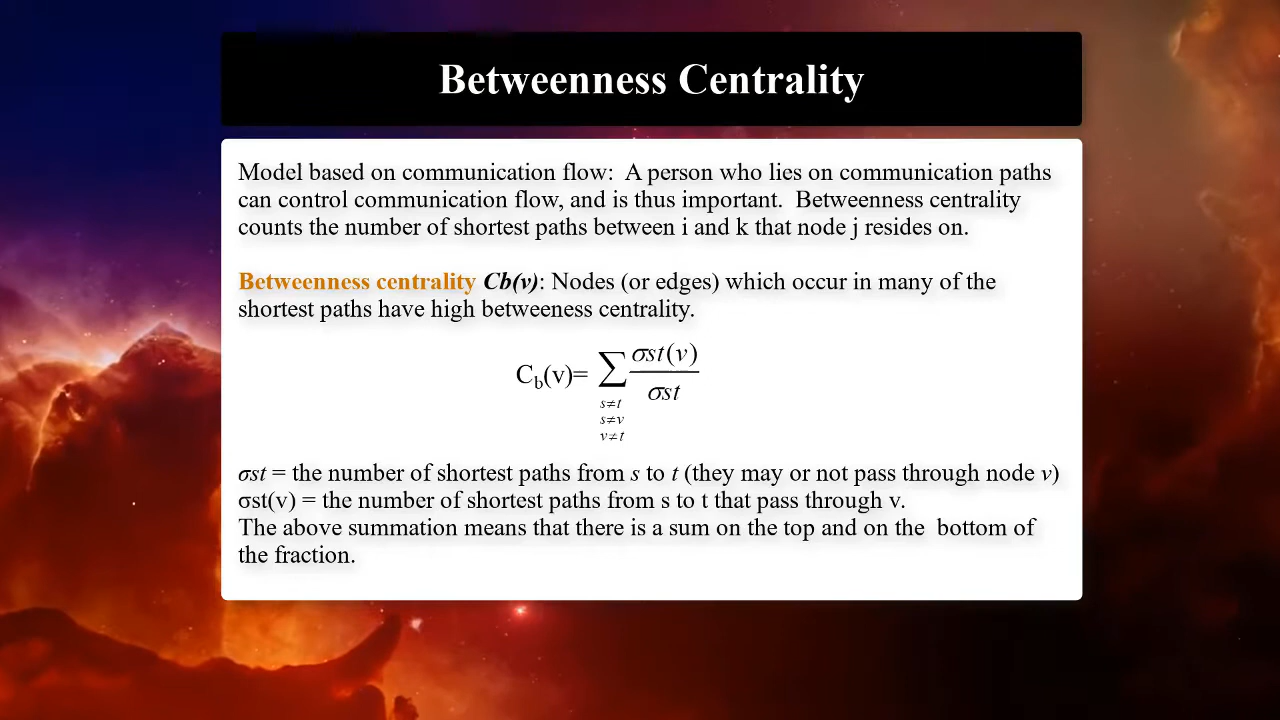 Betweenness Centrality
Model based on communication flow: A person who lies on communication paths
can control communication flow, and is thus important. Betweenness centrality
counts the number of shortest paths between i and k that node j resides on.
Betweenness centrality Cb(v): Nodes (or edges) which occur in many of the
shortest paths have high betweeness centrality.
C_b(v)= ∑ σst(v)
σst
s≠t
s≠v
v≠t
σst = the number of shortest paths from s to t (they may or not pass through node v)
σst(v) = the number of shortest paths from s to t that pass through v.
The above summation means that there is a sum on the top and on the bottom of
the fraction.